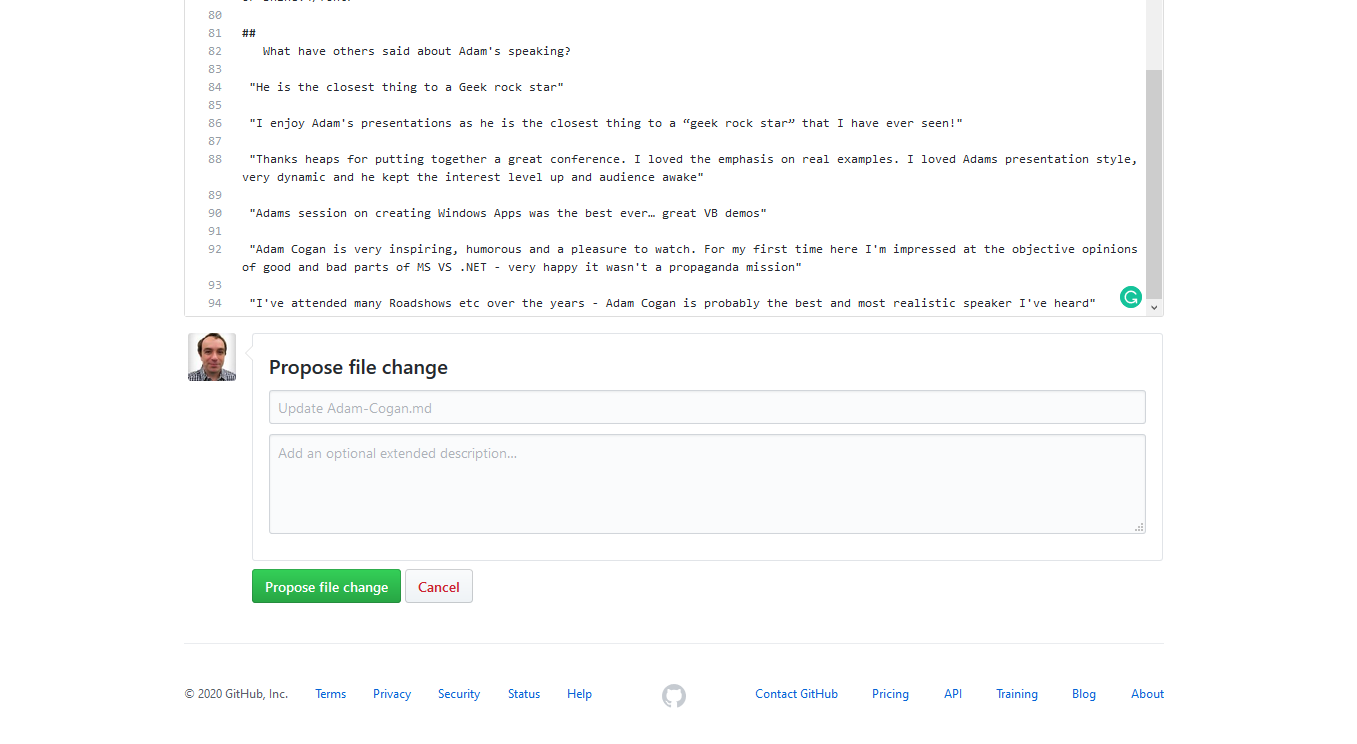 80
81 ##
82 What have others said about Adam's speaking?
83
84 "He is the closest thing to a Geek rock star"
85
86 "I enjoy Adam's presentations as he is the closest thing to a “geek rock star” that I have ever seen!"
87
88 "Thanks heaps for putting together a great conference. I loved the emphasis on real examples. I loved Adams presentation style,
very dynamic and he kept the interest level up and audience awake"
89
90 "Adams session on creating Windows Apps was the best ever… great VB demos"
91
92 "Adam Cogan is very inspiring, humorous and a pleasure to watch. For my first time here I'm impressed at the objective opinions
of good and bad parts of MS VS .NET - very happy it wasn't a propaganda mission"
93
94 "I've attended many Roadshows etc over the years - Adam Cogan is probably the best and most realistic speaker I've heard"
Propose file change
Update Adam-Cogan.md
Add an optional extended description…
Propose file change Cancel
© 2020 GitHub, Inc. Terms Privacy Security Status Help Contact GitHub Pricing API Training Blog About